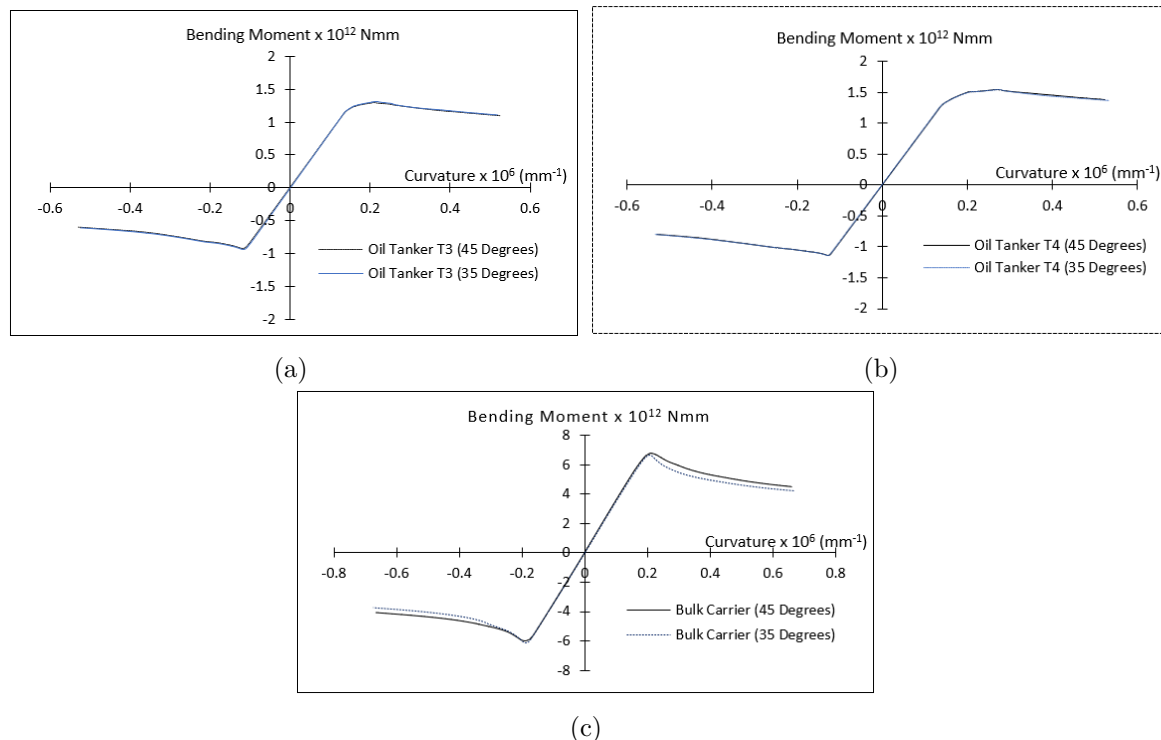 Bending Moment x 10¹² Nmm
2
1.5
1
0.5
0
-0.5
-1
-1.5
-2
Curvature x 10⁶ (mm⁻¹)
-0.6 -0.4 -0.2 0 0.2 0.4 0.6
Oil Tanker T3 (45 Degrees)
Oil Tanker T3 (35 Degrees)
(a)
Bending Moment x 10¹² Nmm
2
1.5
1
0.5
0
-0.5
-1
-1.5
-2
Curvature x 10⁶ (mm⁻¹)
-0.6 -0.4 -0.2 0 0.2 0.4 0.6
Oil Tanker T4 (45 Degrees)
Oil Tanker T4 (35 Degrees)
(b)
Bending Moment x 10¹² Nmm
8
6
4
2
0
-2
-4
-6
-8
Curvature x 10⁶ (mm⁻¹)
-0.8 -0.6 -0.4 -0.2 0 0.2 0.4 0.6 0.8
Bulk Carrier (45 Degrees)
Bulk Carrier (35 Degrees)
(c)